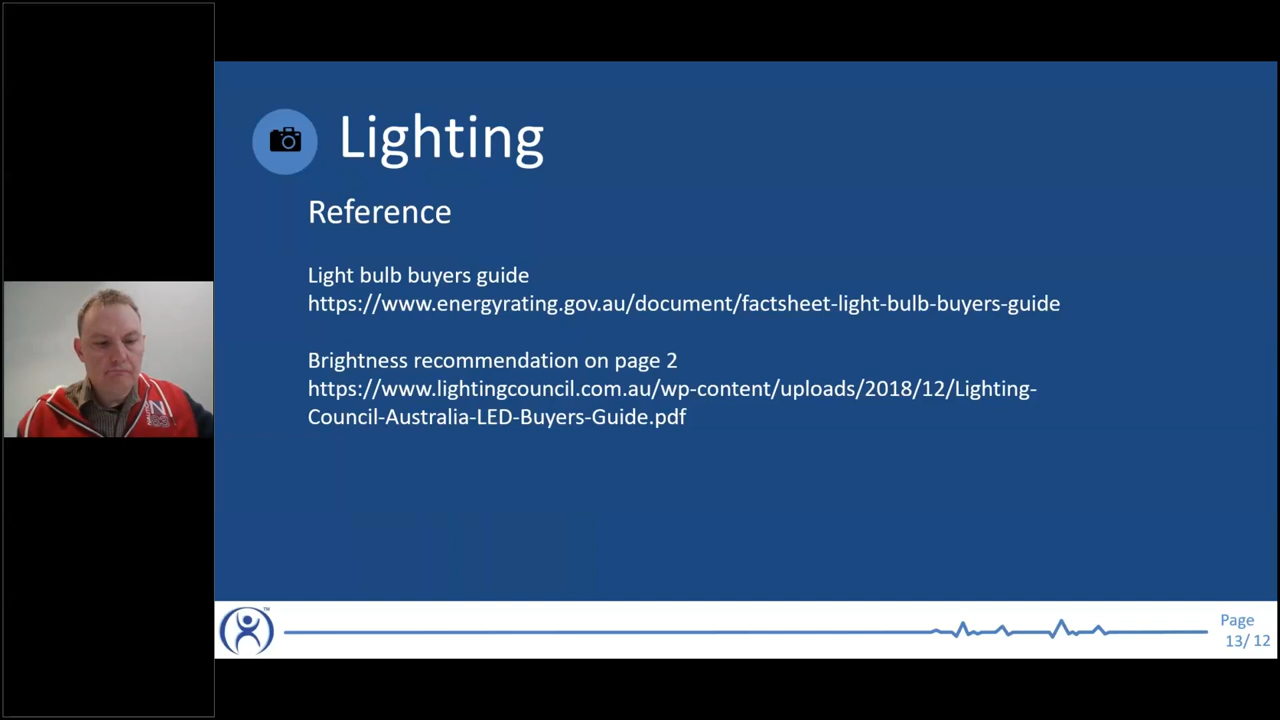 Lighting
Reference
Light bulb buyers guide
https://www.energyrating.gov.au/document/factsheet-light-bulb-buyers-guide
Brightness recommendation on page 2
https://www.lightingcouncil.com.au/wp-content/uploads/2018/12/Lighting-
Council-Australia-LED-Buyers-Guide.pdf
N
TM
Page
13/ 12